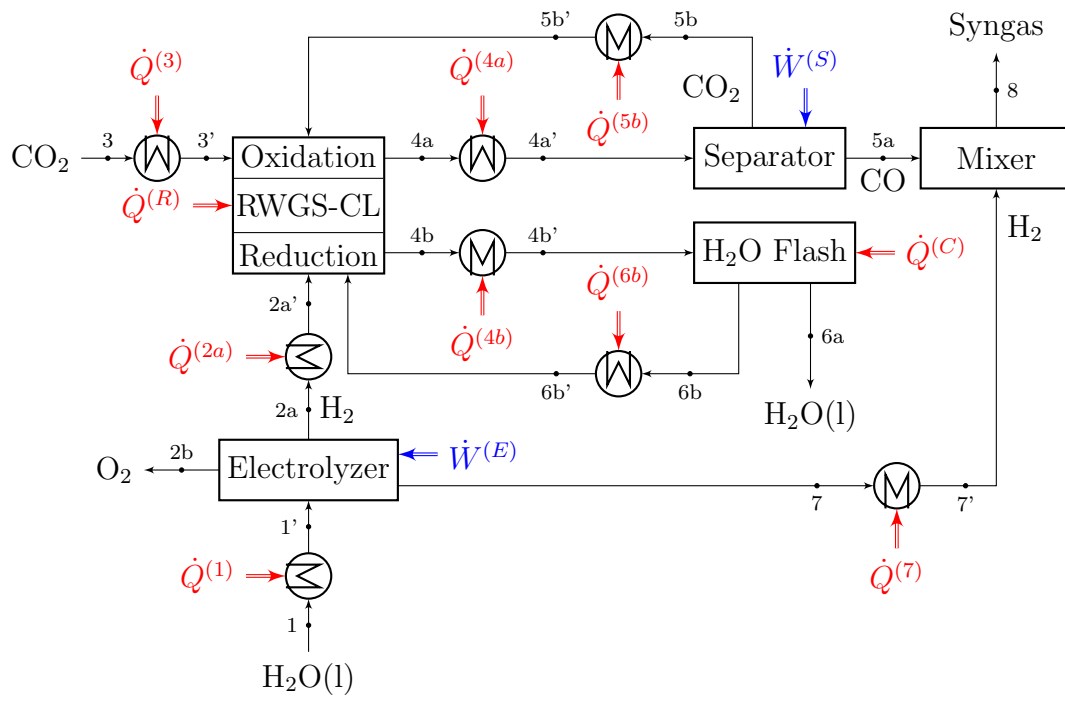 5b’
5b
Syngas
Q̇⁽³⁾
Q̇⁽⁴ᵃ⁾
Ẇ⁽ˢ⁾
CO₂
8
Q̇⁽⁵ᵇ⁾
CO₂
3
3’
Oxidation
4a
4a’
Separator
5a
CO
Mixer
Q̇⁽ᴿ⁾
RWGS-CL
H₂
Reduction
4b
4b’
H₂O Flash
Q̇⁽ᶜ⁾
Q̇⁽⁶ᵇ⁾
2a’
Q̇⁽²ᵃ⁾
Q̇⁽⁴ᵇ⁾
6a
6b’
6b
2a
H₂
H₂O(l)
O₂
2b
Electrolyzer
Ẇ⁽ᴱ⁾
7
7’
1’
Q̇⁽¹⁾
Q̇⁽⁷⁾
1
H₂O(l)